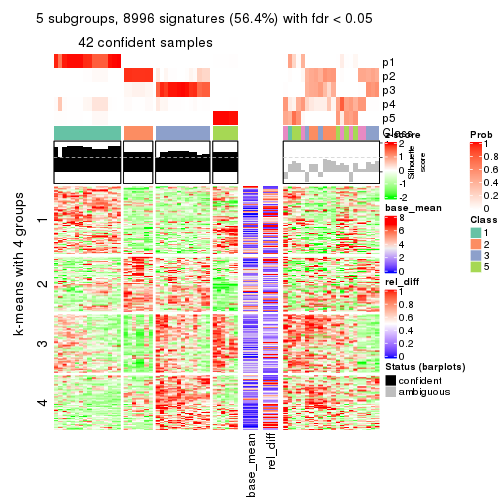 5 subgroups, 8996 signatures (56.4%) with fdr < 0.05
42 confident samples
p1
p2
p3
p4
p5
Class
Silhouette
score
k-means with 4 groups
1
2
3
4
base_mean
rel_diff
z-score
2
1
0
-1
-2
base_mean
8
6
4
2
0
rel_diff
1
0.8
0.6
0.4
0.2
0
Status (barplots)
confident
ambiguous
Prob
1
0.8
0.6
0.4
0.2
0
Class
1
2
3
5